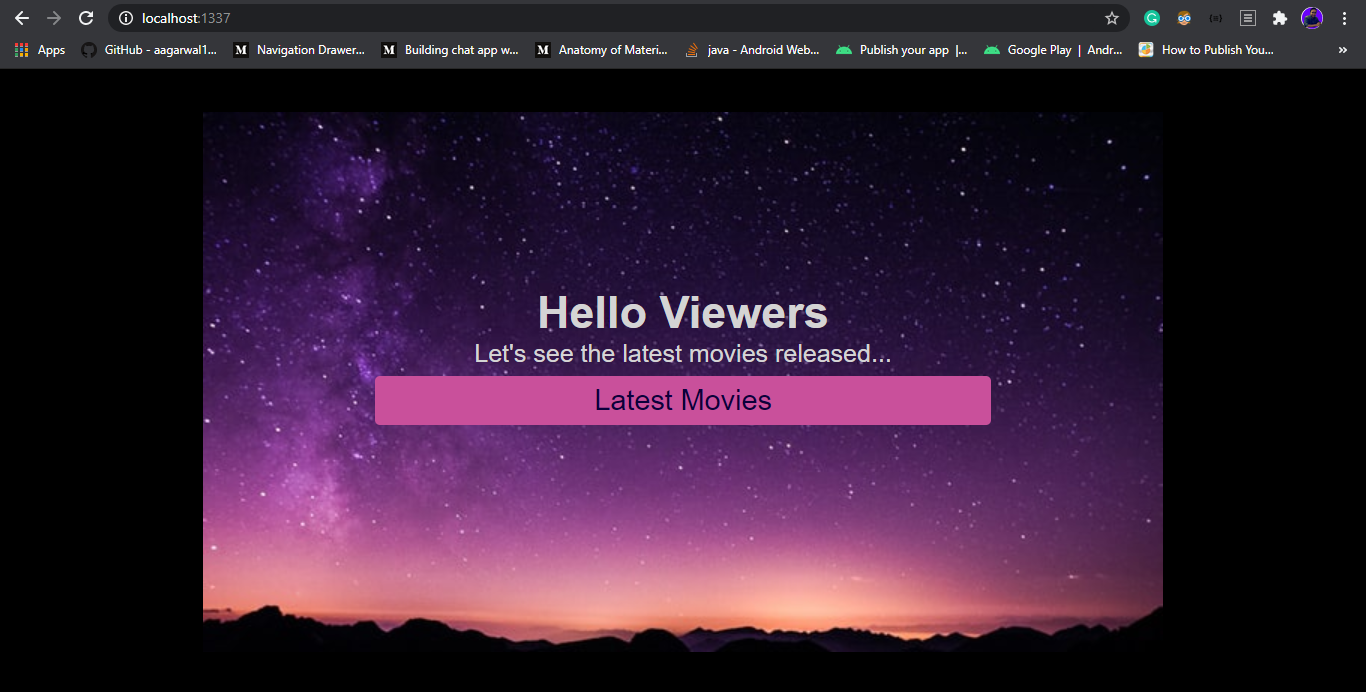 localhost:1337
Apps GitHub - aagarwal1... Navigation Drawer... Building chat app w... Anatomy of Materi... java - Android Web... Publish your app |... Google Play | Andr... How to Publish You... »
Hello Viewers
Let's see the latest movies released...
Latest Movies